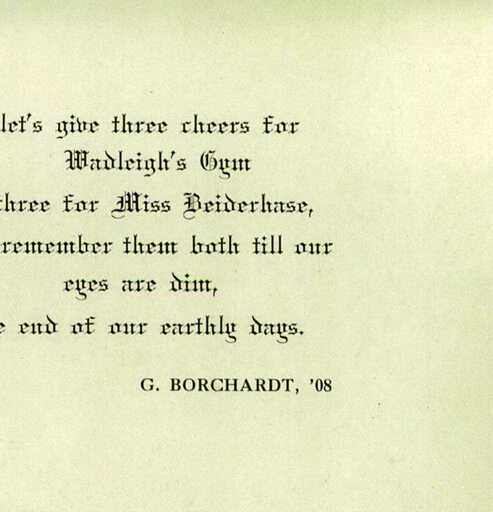 let's give three cheers for
Wadleigh's Gym
three for Miss Beiderhase,
remember them both till our
eyes are dim,
end of our earthly days.
G. BORCHARDT, '08